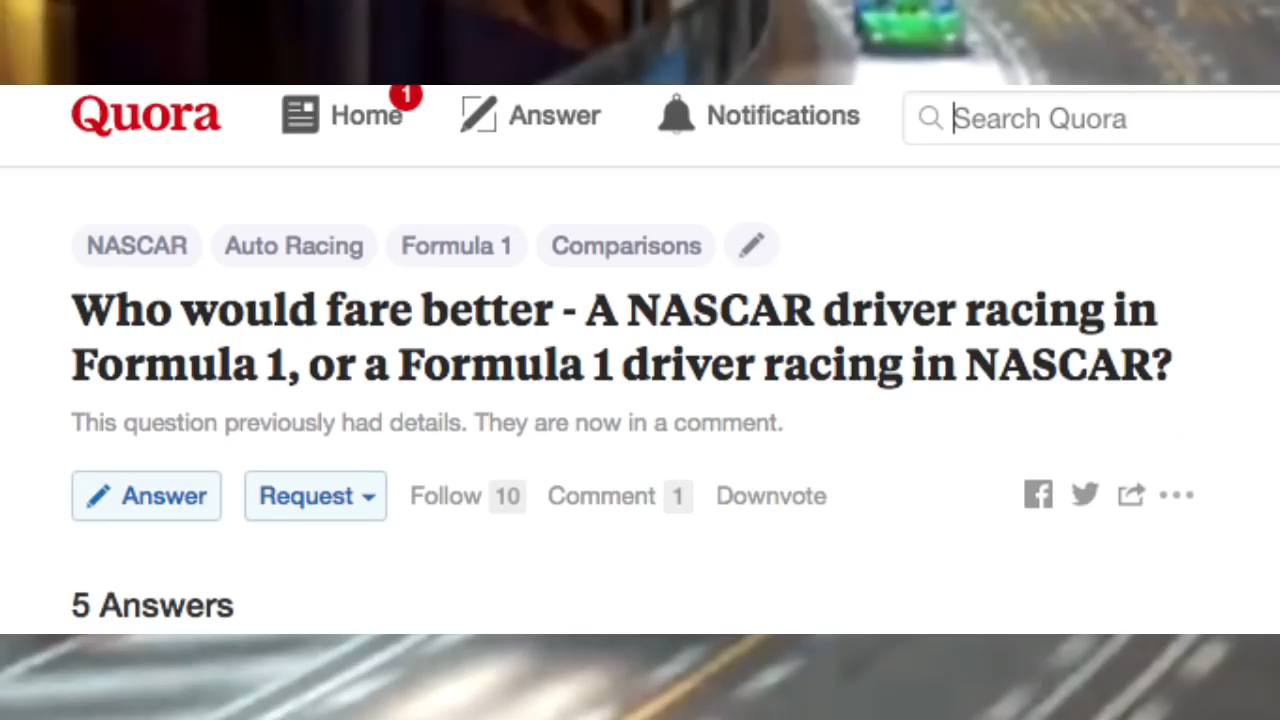 Quora Home 1 Answer Notifications Search Quora
NASCAR Auto Racing Formula 1 Comparisons
Who would fare better - A NASCAR driver racing in
Formula 1, or a Formula 1 driver racing in NASCAR?
This question previously had details. They are now in a comment.
Answer Request Follow 10 Comment 1 Downvote
5 Answers